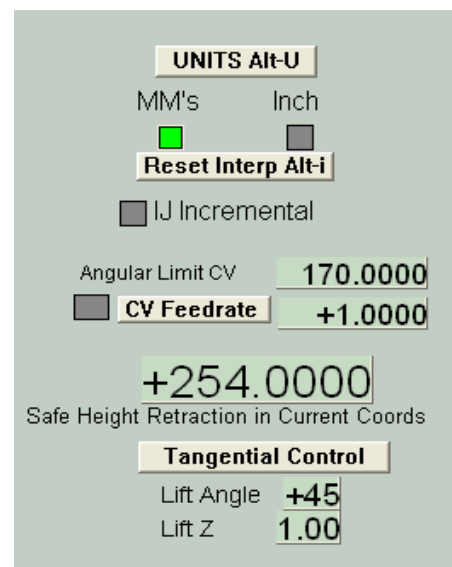 UNITS Alt-U
MM's Inch
Reset Interp Alt-i
IJ Incremental
Angular Limit CV 170.0000
CV Feedrate +1.0000
+254.0000
Safe Height Retraction in Current Coords
Tangential Control
Lift Angle +45
Lift Z 1.00